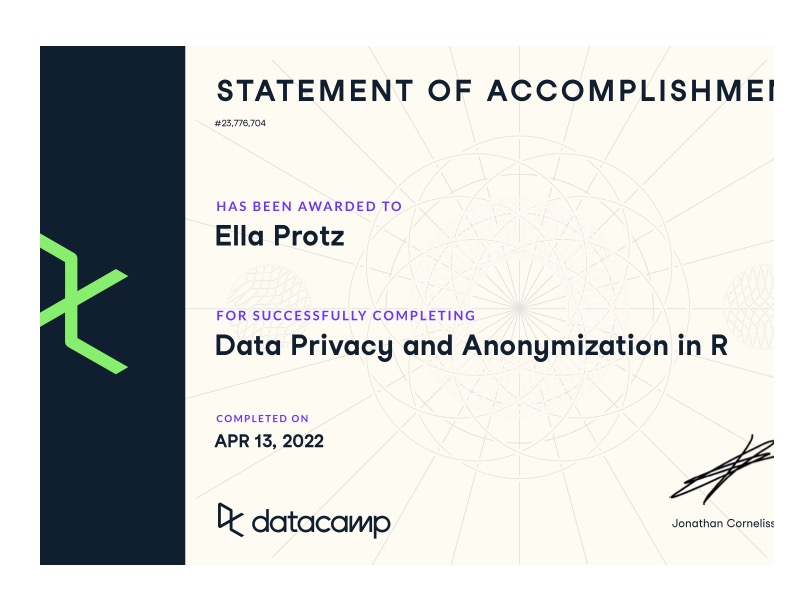 STATEMENT OF ACCOMPLISHMEN
#23,776,704
HAS BEEN AWARDED TO
Ella Protz
FOR SUCCESSFULLY COMPLETING
Data Privacy and Anonymization in R
COMPLETED ON
APR 13, 2022
datacamp
Jonathan Corneliss